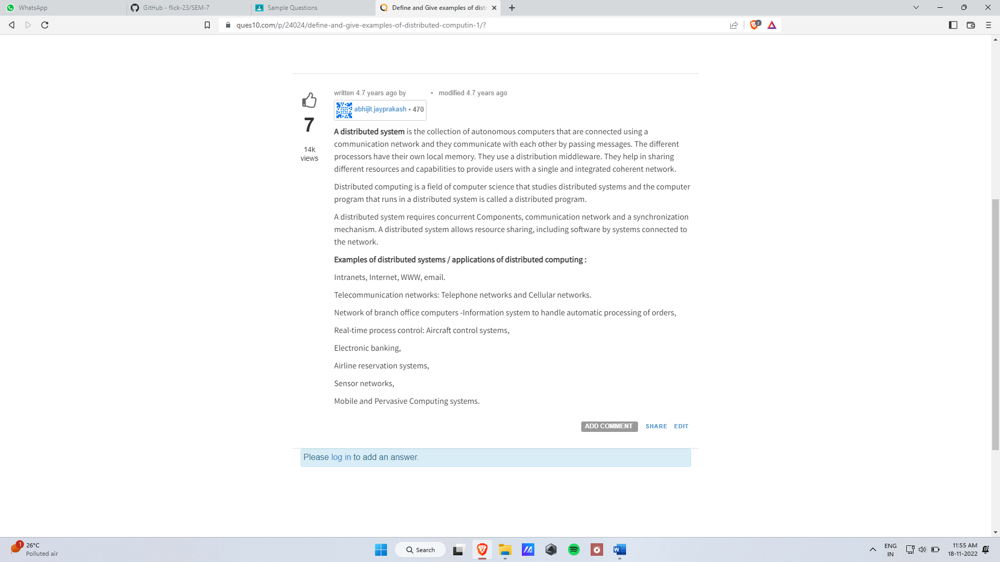 WhatsApp
GitHub - flick-23/SEM-7
Sample Questions
Define and Give examples of distr
ques10.com/p/24024/define-and-give-examples-of-distributed-computin-1/?
2
written 4.7 years ago by • modified 4.7 years ago
abhijit.jayprakash • 470
7
14k
views
A distributed system is the collection of autonomous computers that are connected using a
communication network and they communicate with each other by passing messages. The different
processors have their own local memory. They use a distribution middleware. They help in sharing
different resources and capabilities to provide users with a single and integrated coherent network.
Distributed computing is a field of computer science that studies distributed systems and the computer
program that runs in a distributed system is called a distributed program.
A distributed system requires concurrent Components, communication network and a synchronization
mechanism. A distributed system allows resource sharing, including software by systems connected to
the network.
Examples of distributed systems / applications of distributed computing :
Intranets, Internet, WWW, email.
Telecommunication networks: Telephone networks and Cellular networks.
Network of branch office computers -Information system to handle automatic processing of orders,
Real-time process control: Aircraft control systems,
Electronic banking,
Airline reservation systems,
Sensor networks,
Mobile and Pervasive Computing systems.
ADD COMMENT SHARE EDIT
Please log in to add an answer.
1
26°C
Polluted air
Search
ENG
IN
11:55 AM
18-11-2022